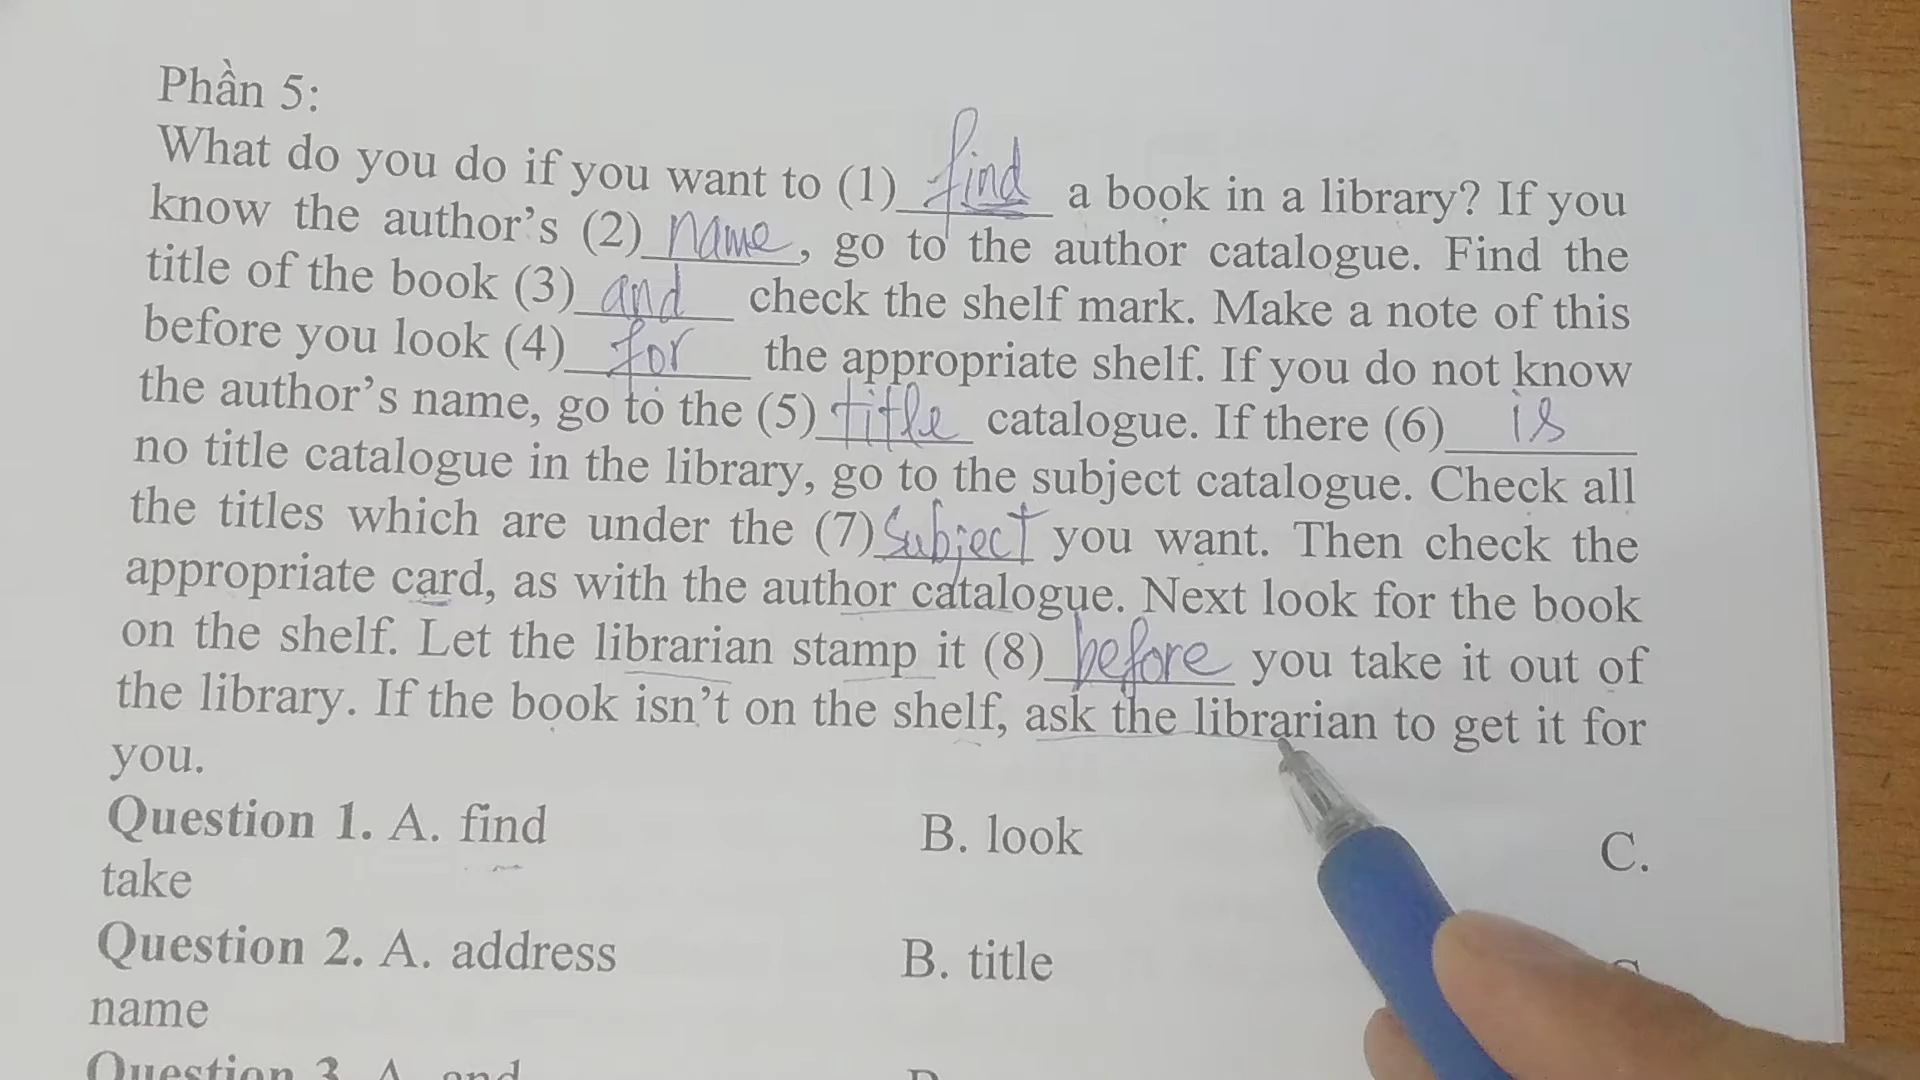 Phần 5:
What do you do if you want to (1) find a book in a library? If you
know the author's (2) name, go to the author catalogue. Find the
title of the book (3) and check the shelf mark. Make a note of this
before you look (4) for the appropriate shelf. If you do not know
the author's name, go to the (5) title catalogue. If there (6) is
no title catalogue in the library, go to the subject catalogue. Check all
the titles which are under the (7) Subject you want. Then check the
appropriate card, as with the author catalogue. Next look for the book
on the shelf. Let the librarian stamp it (8) before you take it out of
the library. If the book isn't on the shelf, ask the librarian to get it for
you.
Question 1. A. find B. look C.
take
Question 2. A. address B. title
name
Question 3. A. and